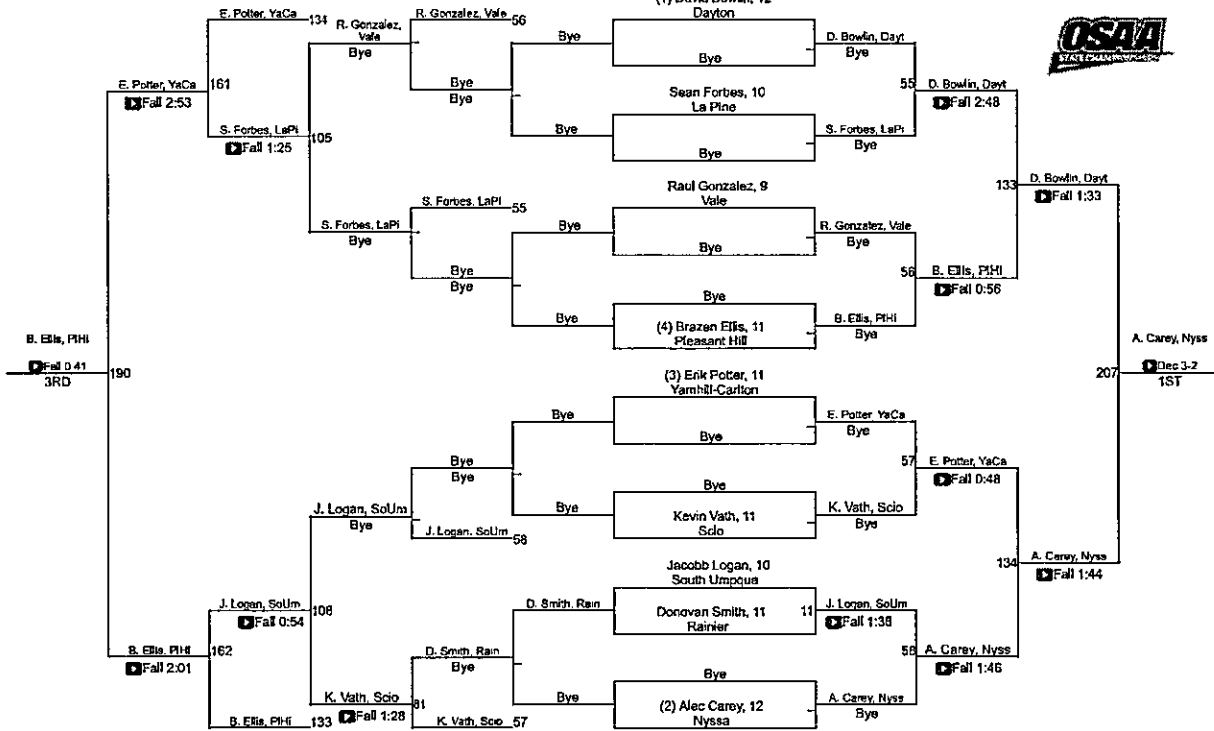 E. Potter, YaCa
134
R. Gonzalez, Vale
Bye
R. Gonzalez, Vale
56
Dayton
Bye
D. Bowlin, Dayt
Bye
OSAA
STATE CHAMPIONSHIPS
E. Potter, YaCa
Fall 2:53
161
Bye
Bye
Sean Forbes, 10
La Pine
55
D. Bowlin, Dayt
Fall 2:48
S. Forbes, LaPi
Fall 1:25
105
Bye
Bye
S. Forbes, LaPi
Bye
S. Forbes, LaPi
Bye
S. Forbes, LaPi
55
Raul Gonzalez, 9
Vale
Bye
Bye
R. Gonzalez, Vale
Bye
133
D. Bowlin, Dayt
Fall 1:33
Bye
Bye
56
B. Ellis, PlHi
Fall 0:56
Bye
Bye
(4) Brazen Ellis, 11
Pleasant Hill
B. Ellis, PlHi
Bye
B. Ellis, PlHi
Fall 0:41
3RD
190
A. Carey, Nyss
Dec 3-2
1ST
207
(3) Erik Potter, 11
Yamhill-Carlton
Bye
Bye
E. Potter YaCa
Bye
Bye
Bye
57
E. Potter, YaCa
Fall 0:48
J. Logan, SoUm
Bye
J. Logan, SoUm
58
Bye
Bye
Kevin Vath, 11
Scio
K. Vath, Scio
Bye
134
A. Carey, Nyss
Fall 1:44
J. Logan, SoUm
Fall 0:54
106
D. Smith, Rain
Jacobb Logan, 10
South Umpqua
Donovan Smith, 11
Rainier
11
J. Logan, SoUm
Fall 1:38
B. Ellis, PlHi
Fall 2:01
162
D. Smith, Rain
Bye
58
A. Carey, Nyss
Fall 1:46
B. Ellis, PlHi
133
K. Vath, Scio
Fall 1:28
81
K. Vath, Scio
57
Bye
Bye
(2) Alec Carey, 12
Nyssa
A. Carey, Nyss
Bye